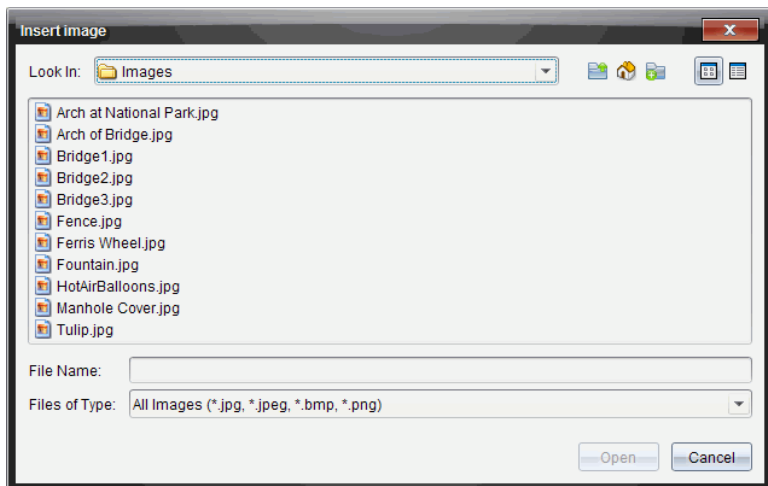 Insert image
Look In: Images
Arch at National Park.jpg
Arch of Bridge.jpg
Bridge1.jpg
Bridge2.jpg
Bridge3.jpg
Fence.jpg
Ferris Wheel.jpg
Fountain.jpg
HotAirBalloons.jpg
Manhole Cover.jpg
Tulip.jpg
File Name:
Files of Type: All Images (*.jpg, *.jpeg, *.bmp, *.png)
Open Cancel